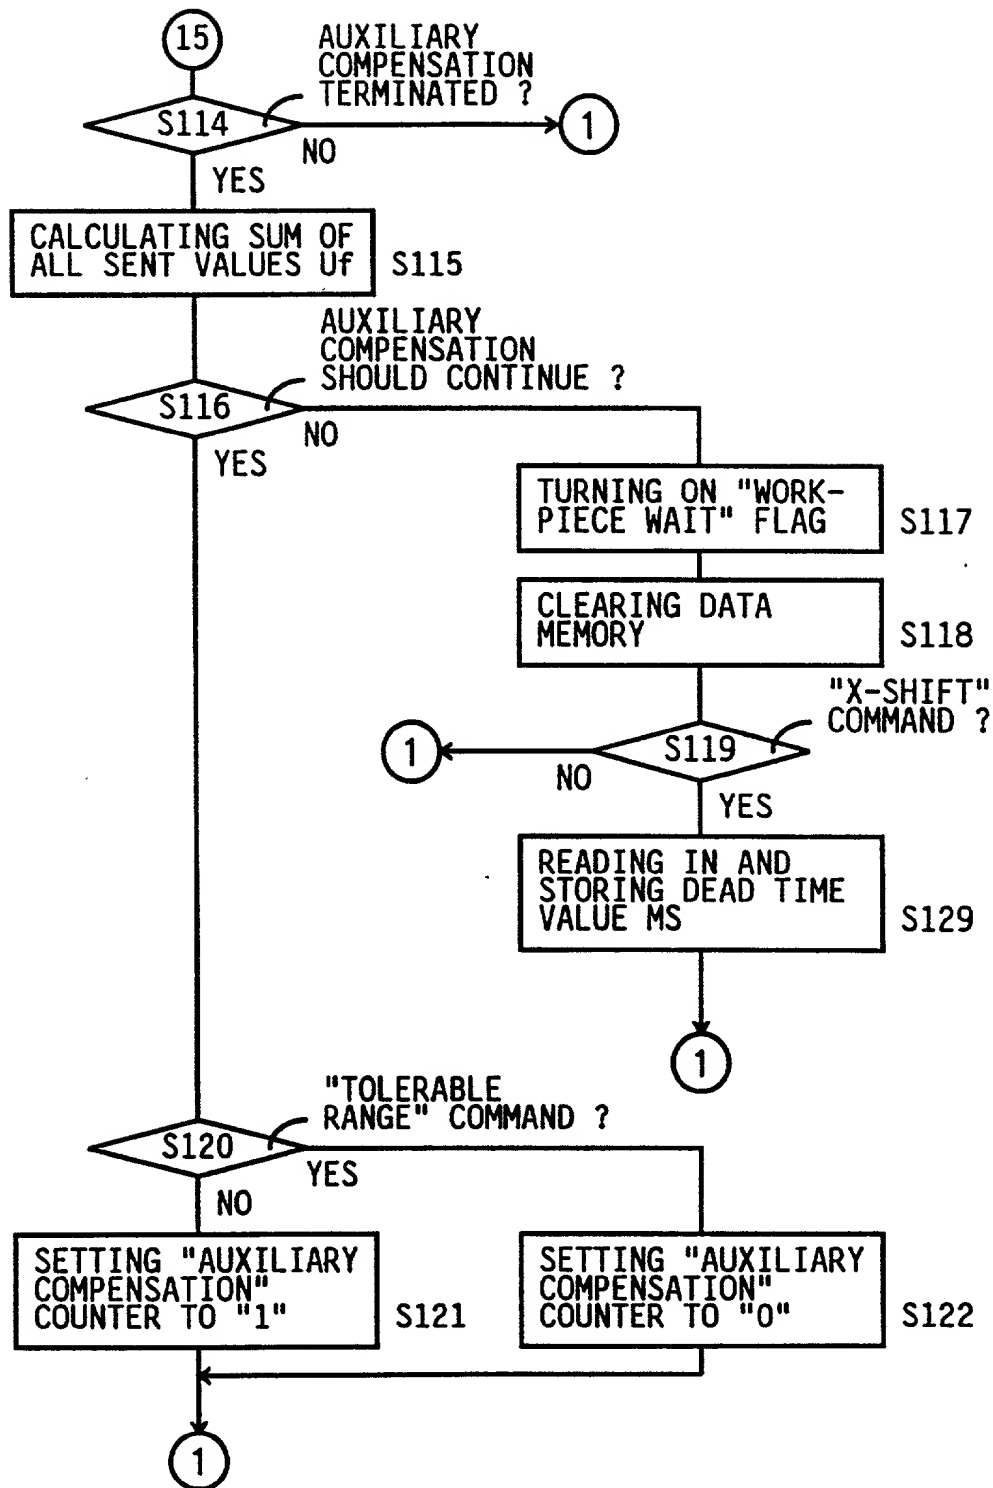 15
AUXILIARY
COMPENSATION
TERMINATED ?
S114
NO
1
YES
CALCULATING SUM OF
ALL SENT VALUES Uf
S115
AUXILIARY
COMPENSATION
SHOULD CONTINUE ?
S116
NO
YES
TURNING ON "WORK-
PIECE WAIT" FLAG
S117
CLEARING DATA
MEMORY
S118
"X-SHIFT"
COMMAND ?
S119
1
NO
YES
READING IN AND
STORING DEAD TIME
VALUE MS
S129
1
"TOLERABLE
RANGE" COMMAND ?
S120
YES
NO
SETTING "AUXILIARY
COMPENSATION"
COUNTER TO "1"
S121
SETTING "AUXILIARY
COMPENSATION"
COUNTER TO "0"
S122
1